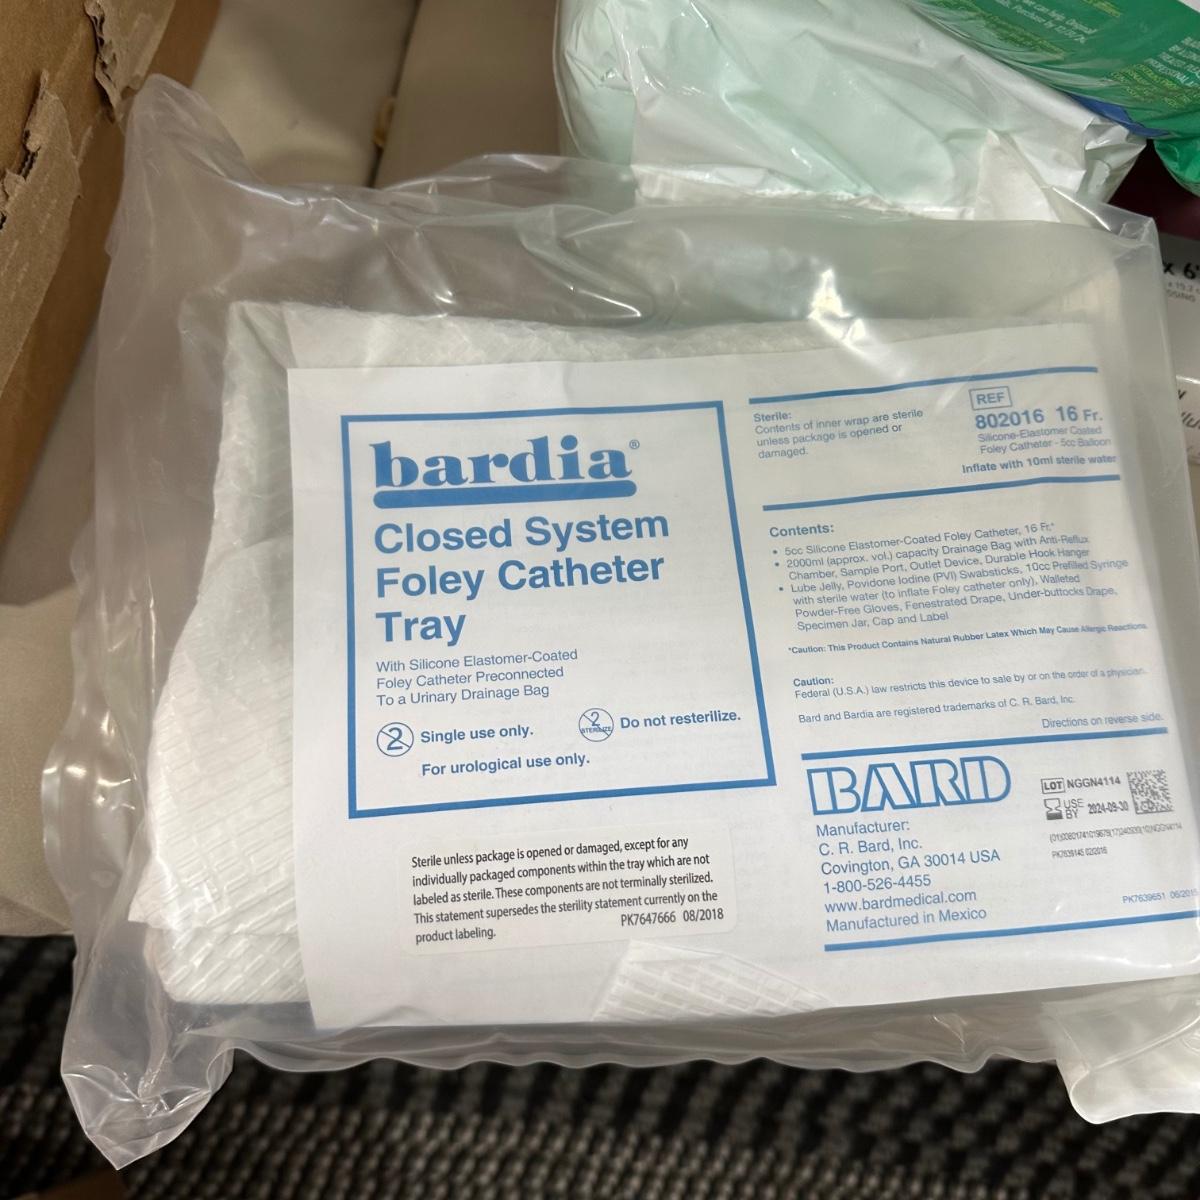 bardia®
Closed System
Foley Catheter
Tray
With Silicone Elastomer-Coated
Foley Catheter Preconnected
To a Urinary Drainage Bag
2 Single use only.
2 STERILIZE Do not resterilize.
For urological use only.
Sterile unless package is opened or damaged, except for any
individually packaged components within the tray which are not
labeled as sterile. These components are not terminally sterilized.
This statement supersedes the sterility statement currently on the
product labeling.
PK7647666 08/2018
Sterile:
Contents of inner wrap are sterile
unless package is opened or
damaged.
REF
802016 16 Fr.
Silicone-Elastomer Coated
Foley Catheter - 5cc Balloon
Inflate with 10ml sterile water
Contents:
• 5cc Silicone Elastomer-Coated Foley Catheter, 16 Fr.*
• 2000ml (approx. vol.) capacity Drainage Bag with Anti-Reflux
Chamber, Sample Port, Outlet Device, Durable Hook Hanger
• Lube Jelly, Povidone Iodine (PVI) Swabsticks, 10cc Prefilled Syringe
with sterile water (to inflate Foley catheter only), Walleted
Powder-Free Gloves, Fenestrated Drape, Under-buttocks Drape,
Specimen Jar, Cap and Label
*Caution: This Product Contains Natural Rubber Latex Which May Cause Allergic Reactions.
Caution:
Federal (U.S.A.) law restricts this device to sale by or on the order of a physician.
Bard and Bardia are registered trademarks of C. R. Bard, Inc.
Directions on reverse side.
BARD
Manufacturer:
C. R. Bard, Inc.
Covington, GA 30014 USA
1-800-526-4455
www.bardmedical.com
Manufactured in Mexico
LOT NGGN4114
USE
BY 2024-09-30
PK7639145 02/2016
PK7639651